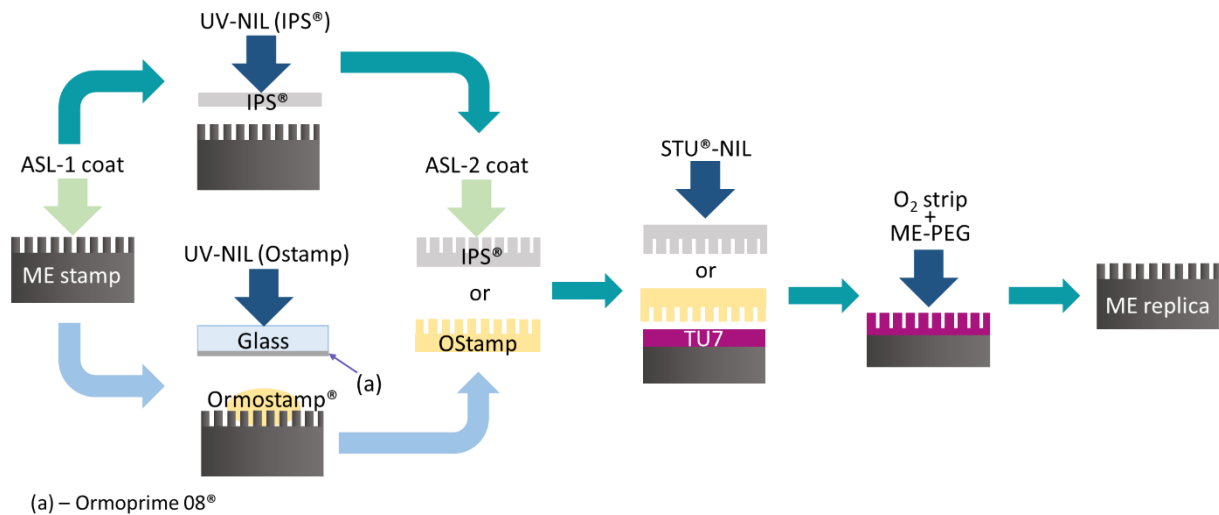 UV-NIL (IPS®)
IPS®
ASL-1 coat
ME stamp
UV-NIL (Ostamp)
Glass
(a)
Ormostamp®
(a) – Ormoprime 08®
ASL-2 coat
IPS®
or
OStamp
STU®-NIL
or
TU7
O₂ strip
+
ME-PEG
ME replica